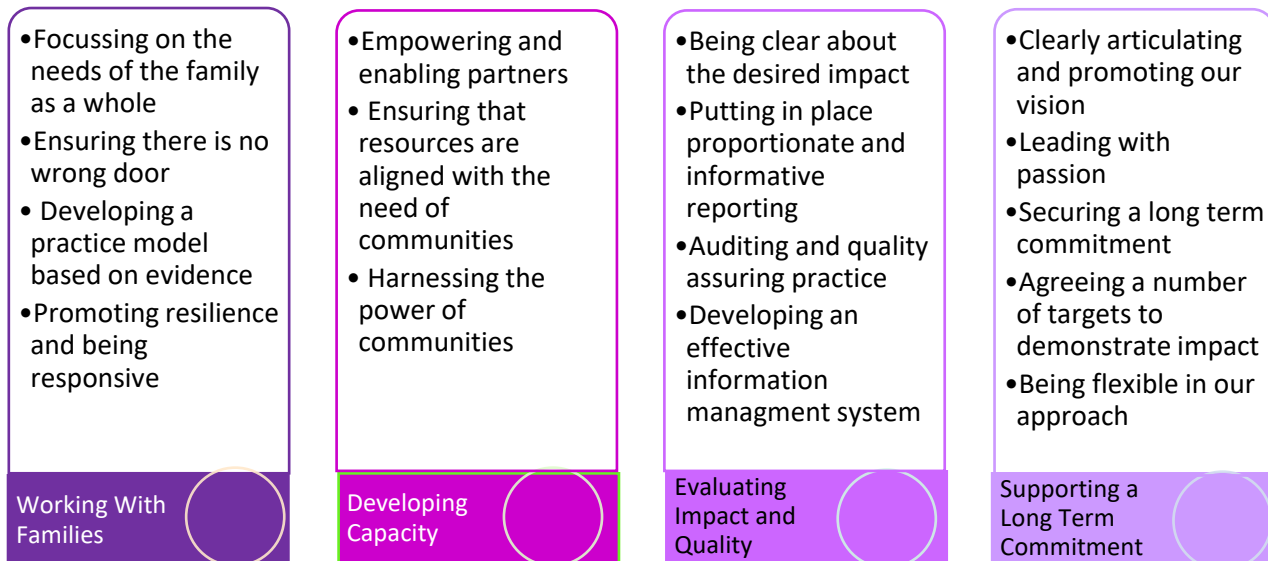 •Focussing on the
needs of the family
as a whole
•Ensuring there is no
wrong door
• Developing a
practice model
based on evidence
•Promoting resilience
and being
responsive
Working With
Families
•Empowering and
enabling partners
• Ensuring that
resources are
aligned with the
need of
communities
• Harnessing the
power of
communities
Developing
Capacity
•Being clear about
the desired impact
•Putting in place
proportionate and
informative
reporting
•Auditing and quality
assuring practice
•Developing an
effective
information
managment system
Evaluating
Impact and
Quality
•Clearly articulating
and promoting our
vision
•Leading with
passion
•Securing a long term
commitment
•Agreeing a number
of targets to
demonstrate impact
•Being flexible in our
approach
Supporting a
Long Term
Commitment